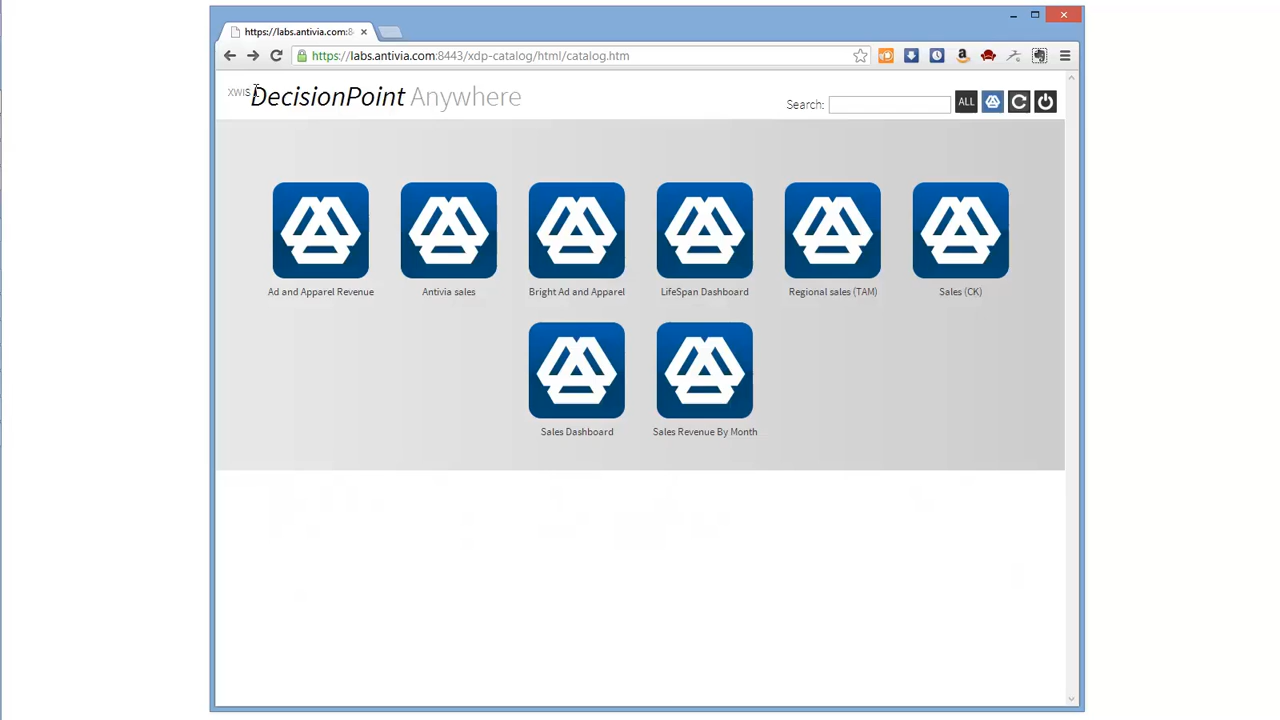 https://labs.antivia.com:8
https://labs.antivia.com:8443/xdp-catalog/html/catalog.htm
XWIS
DecisionPoint Anywhere
Search:
ALL
Ad and Apparel Revenue
Antivia sales
Bright Ad and Apparel
LifeSpan Dashboard
Regional sales (TAM)
Sales (CK)
Sales Dashboard
Sales Revenue By Month